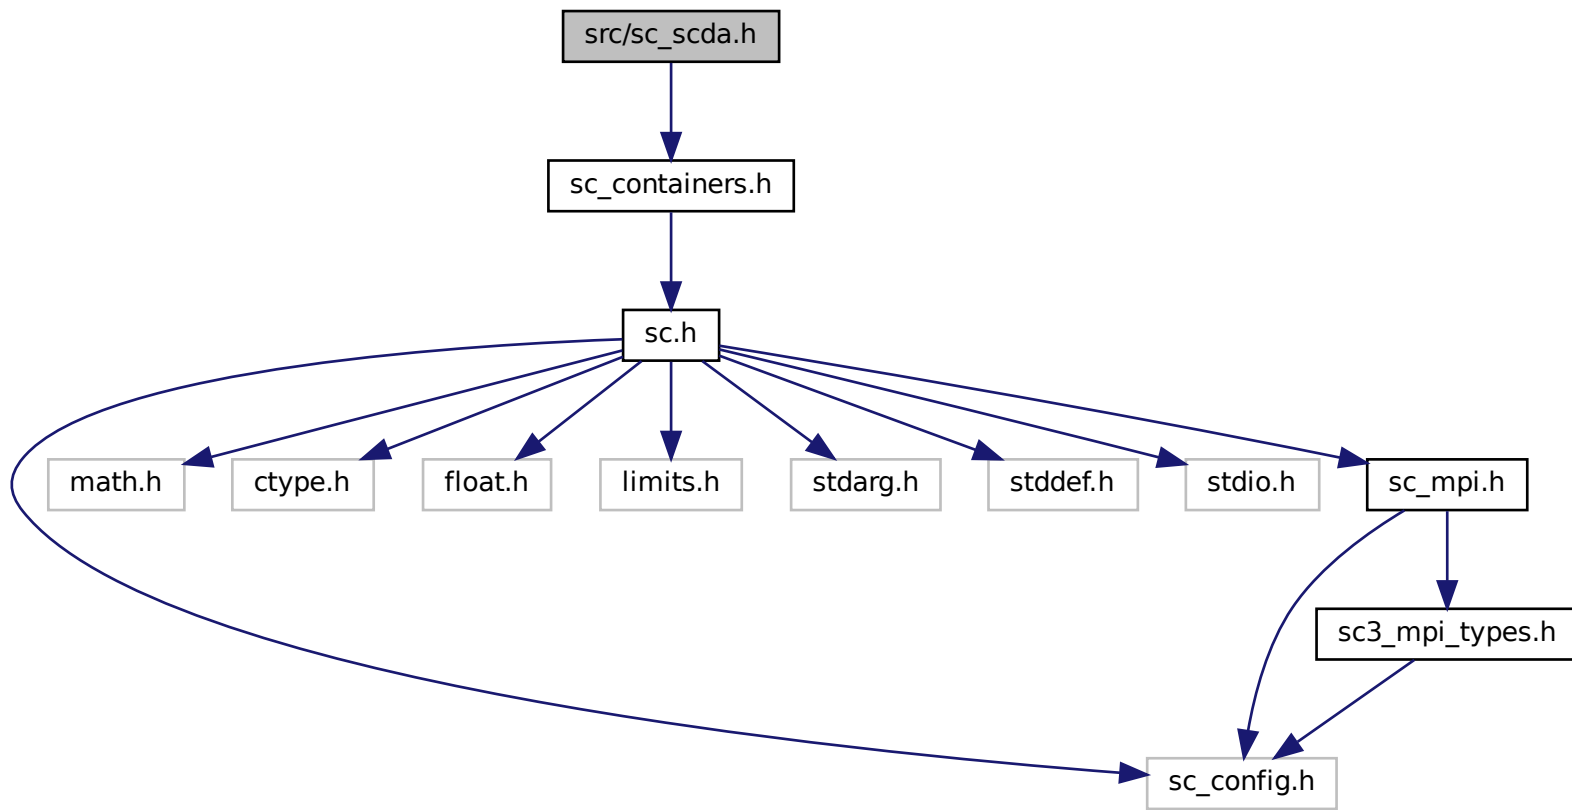 src/sc_scda.h
sc_containers.h
sc.h
math.h
ctype.h
float.h
limits.h
stdarg.h
stddef.h
stdio.h
sc_mpi.h
sc3_mpi_types.h
sc_config.h